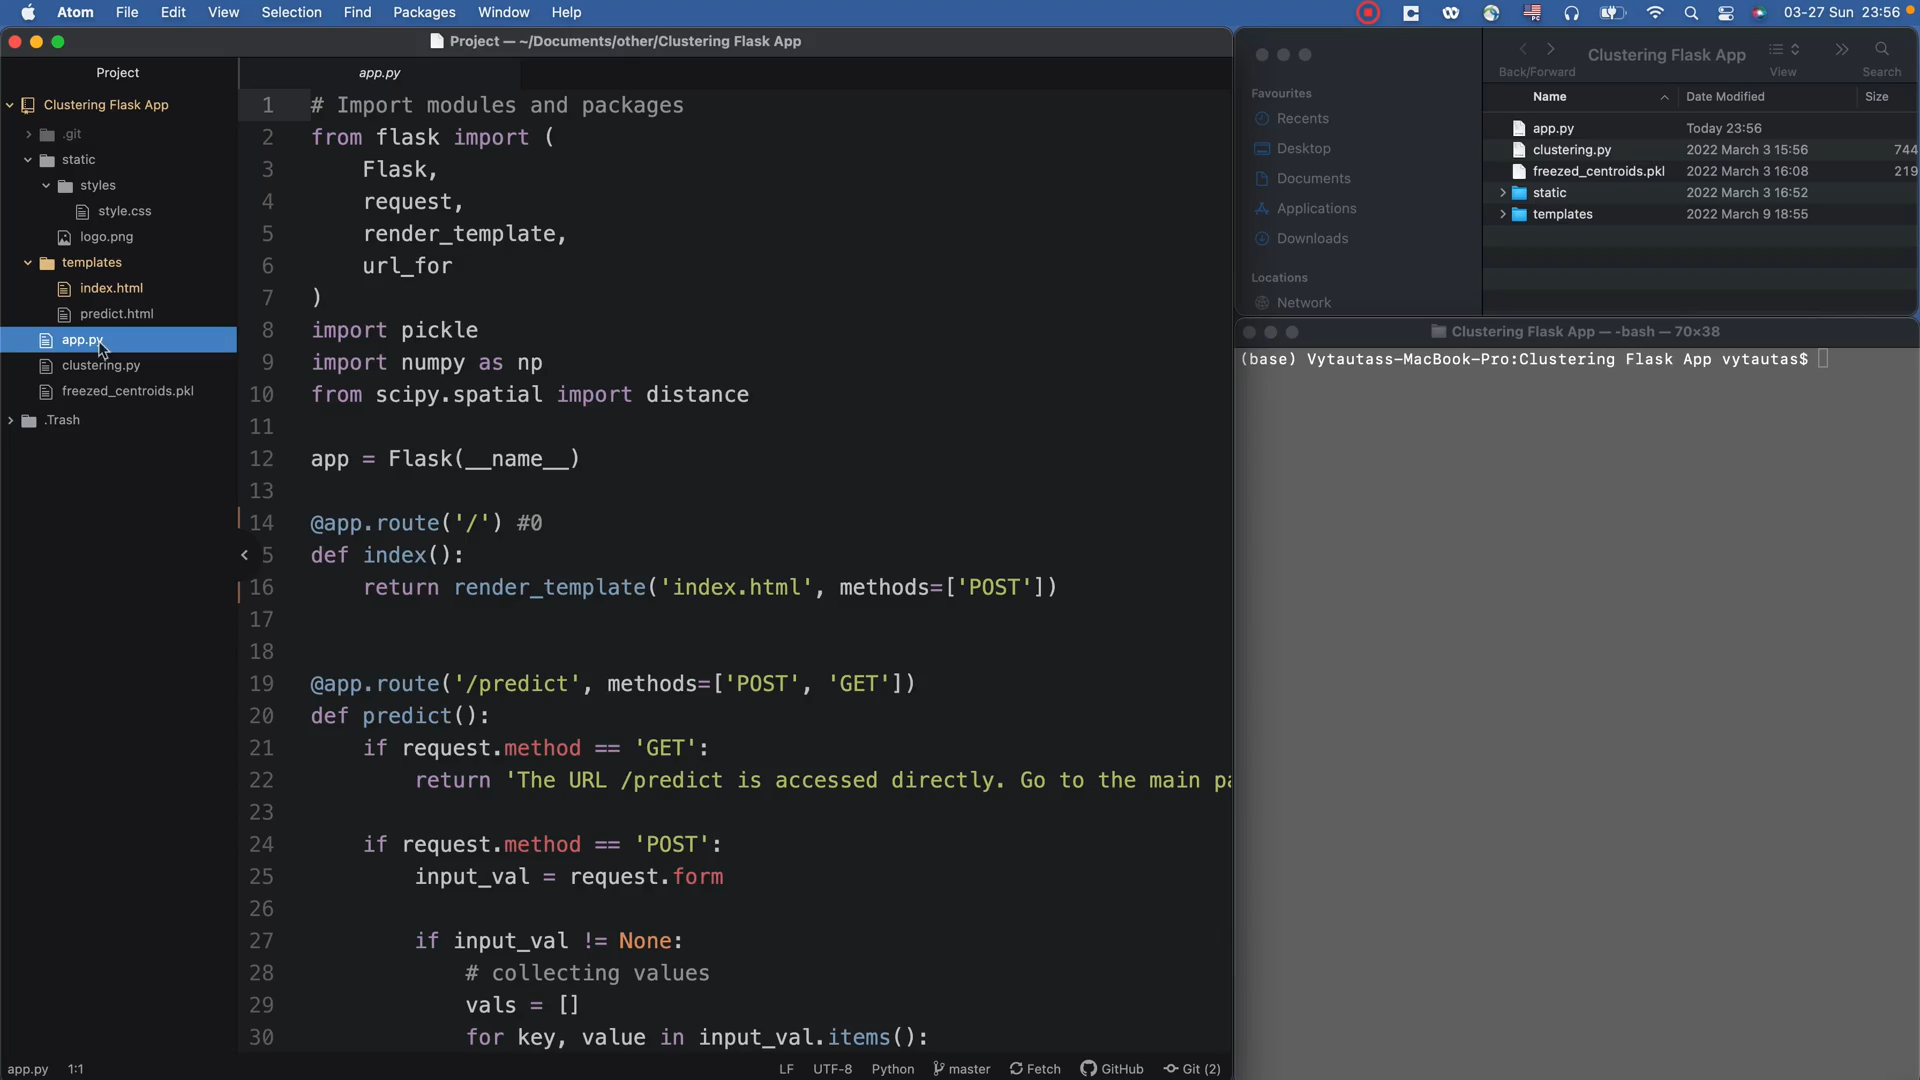 Atom File Edit View Selection Find Packages Window Help
03-27 Sun 23:56
Project — ~/Documents/other/Clustering Flask App
Project
Clustering Flask App
.git
static
styles
style.css
logo.png
templates
index.html
predict.html
app.py
clustering.py
freezed_centroids.pkl
.Trash
app.py
1 # Import modules and packages
2 from flask import (
3 Flask,
4 request,
5 render_template,
6 url_for
7 )
8 import pickle
9 import numpy as np
10 from scipy.spatial import distance
11
12 app = Flask(__name__)
13
14 @app.route('/') #0
5 def index():
16 return render_template('index.html', methods=['POST'])
17
18
19 @app.route('/predict', methods=['POST', 'GET'])
20 def predict():
21 if request.method == 'GET':
22 return 'The URL /predict is accessed directly. Go to the main pa
23
24 if request.method == 'POST':
25 input_val = request.form
26
27 if input_val != None:
28 # collecting values
29 vals = []
30 for key, value in input_val.items():
app.py 1:1
LF UTF-8 Python master Fetch GitHub Git (2)
Clustering Flask App
Back/Forward View Search
Favourites
Recents
Desktop
Documents
Applications
Downloads
Locations
Network
Name Date Modified Size
app.py Today 23:56
clustering.py 2022 March 3 15:56 744
freezed_centroids.pkl 2022 March 3 16:08 219
static 2022 March 3 16:52
templates 2022 March 9 18:55
Clustering Flask App — -bash — 70×38
(base) Vytautass-MacBook-Pro:Clustering Flask App vytautas$